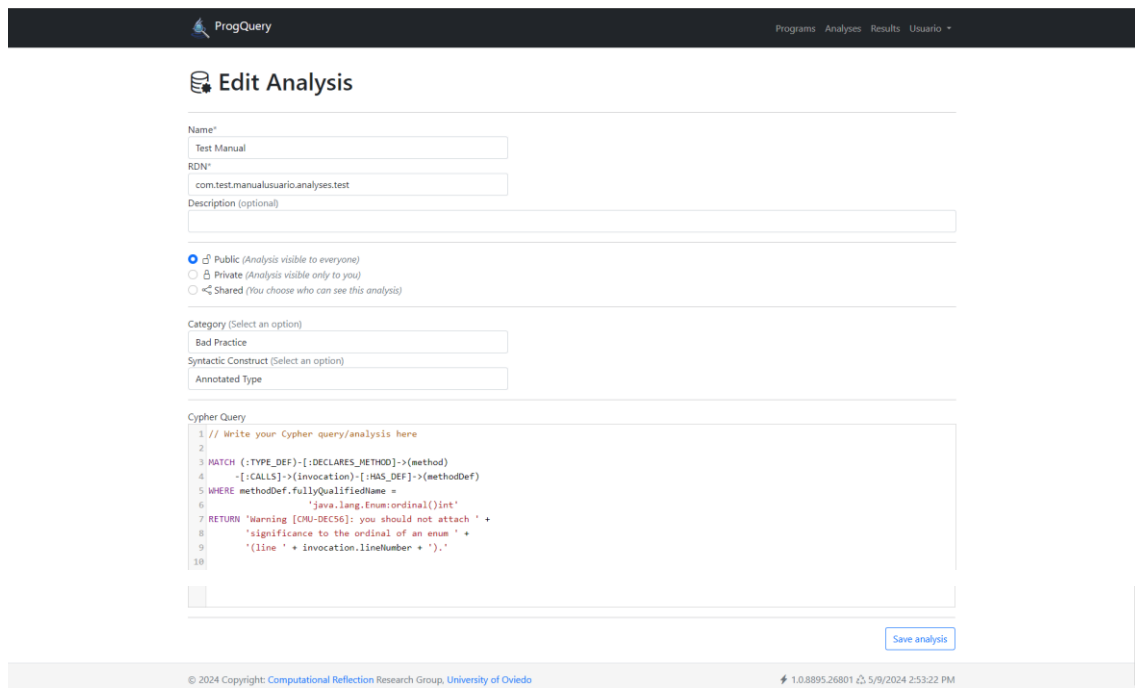 ProgQuery
Programs Analyses Results Usuario
Edit Analysis
Name*
Test Manual
RDN*
com.test.manualusuario.analyses.test
Description (optional)
Public (Analysis visible to everyone)
Private (Analysis visible only to you)
Shared (You choose who can see this analysis)
Category (Select an option)
Bad Practice
Syntactic Construct (Select an option)
Annotated Type
Cypher Query
1 // Write your Cypher query/analysis here
2
3 MATCH (:TYPE_DEF)-[:DECLARES_METHOD]->(method)
4 -[:CALLS]->(invocation)-[:HAS_DEF]->(methodDef)
5 WHERE methodDef.fullyQualifiedName =
6 'java.lang.Enum:ordinal()int'
7 RETURN 'Warning [CMU-DEC56]: you should not attach ' +
8 'significance to the ordinal of an enum ' +
9 '(line ' + invocation.lineNumber + ').'
10
Save analysis
© 2024 Copyright: Computational Reflection Research Group, University of Oviedo
1.0.8895.26801 5/9/2024 2:53:22 PM